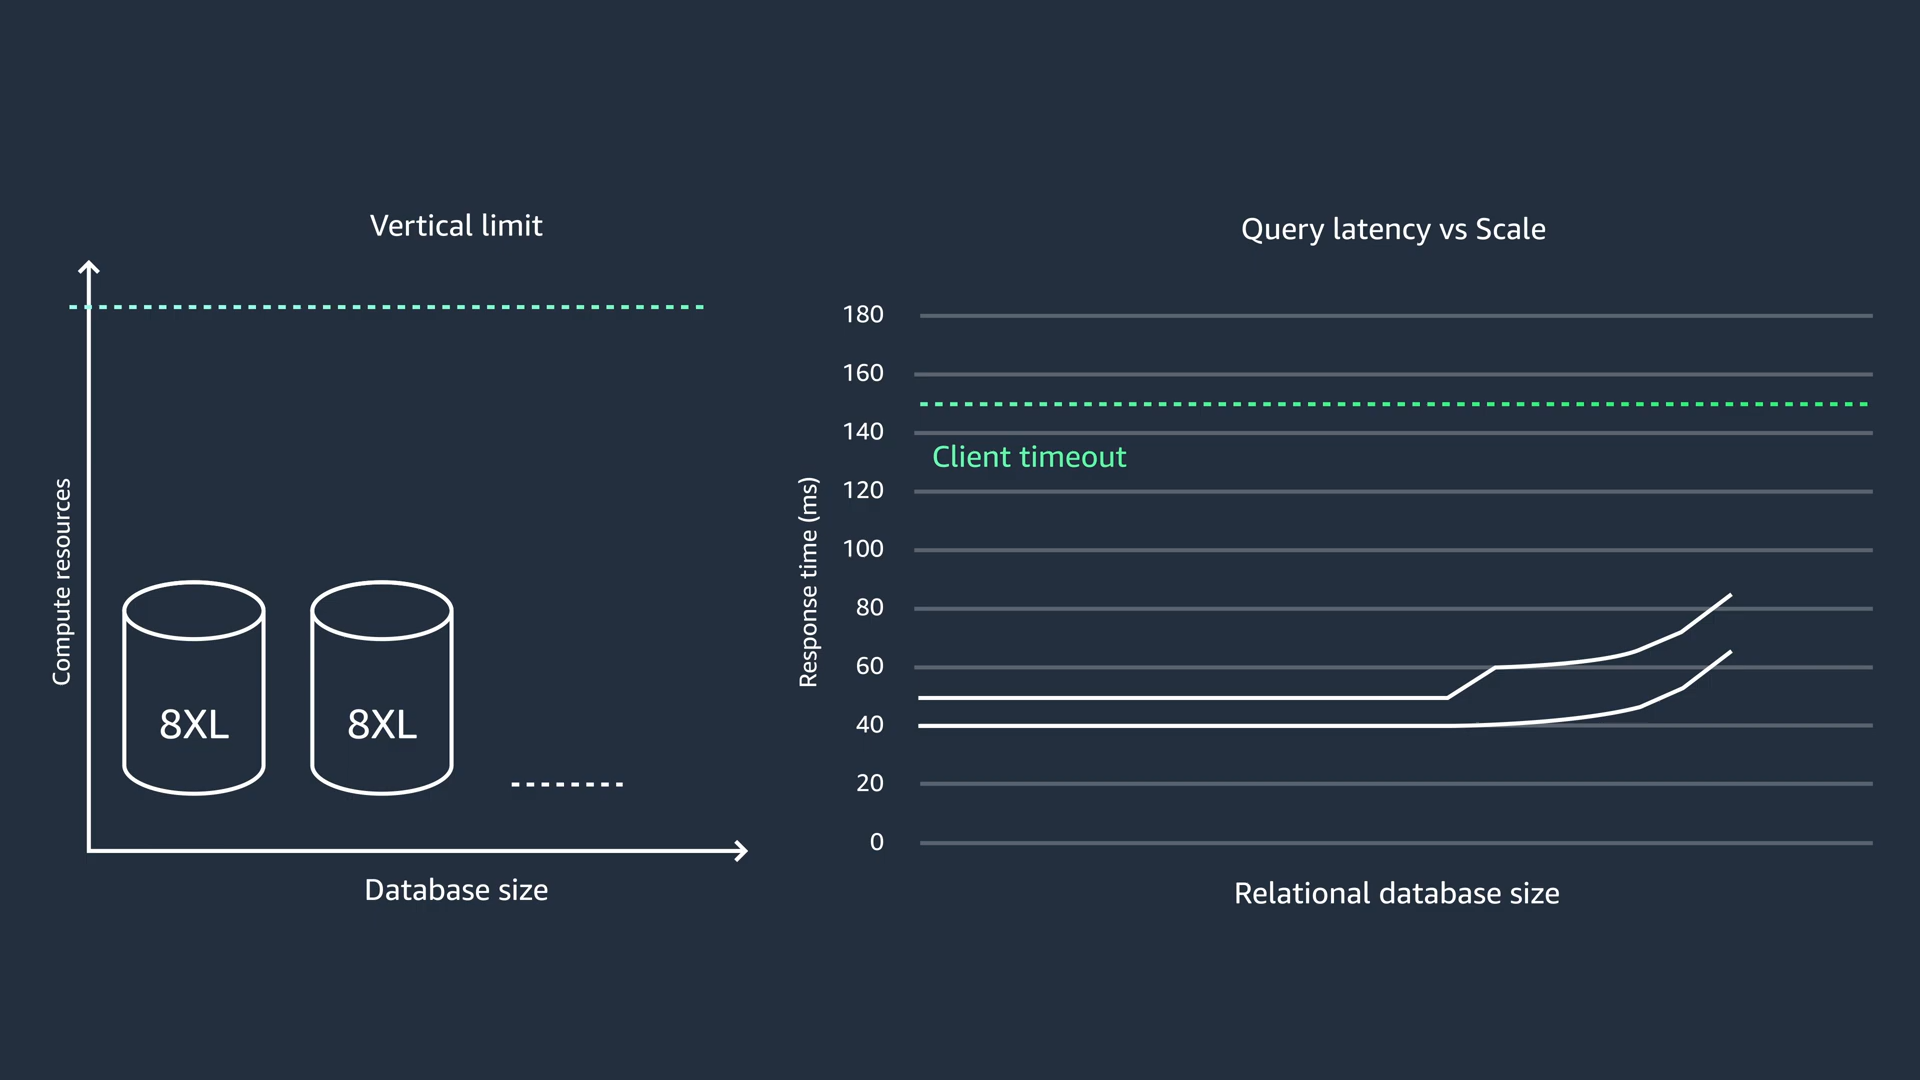 Vertical limit
Compute resources
8XL
8XL
Database size
Query latency vs Scale
Response time (ms)
180
160
140
Client timeout
120
100
80
60
40
20
0
Relational database size